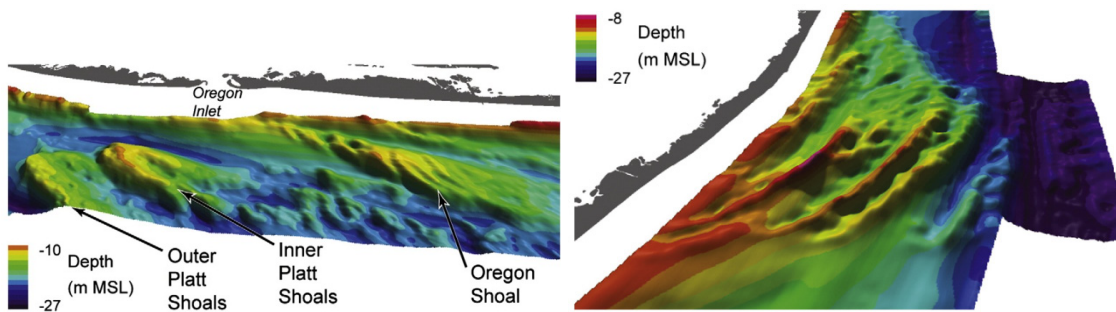 Oregon
Inlet
-10
Depth
(m MSL)
-27
Outer
Platt
Shoals
Inner
Platt
Shoals
Oregon
Shoal
-8
Depth
(m MSL)
-27